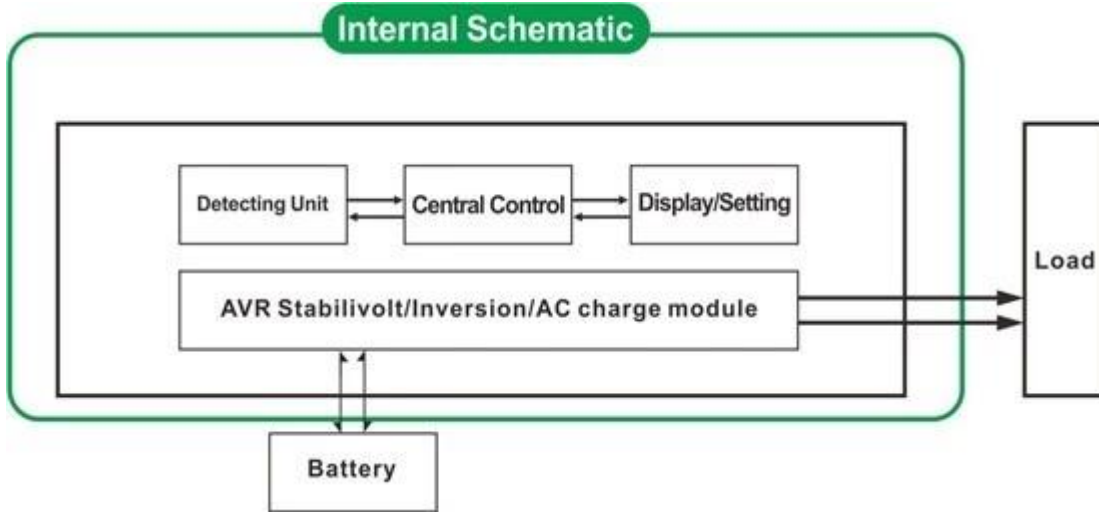 Internal Schematic
Detecting Unit
Central Control
Display/Setting
AVR Stabilivolt/Inversion/AC charge module
Load
Battery